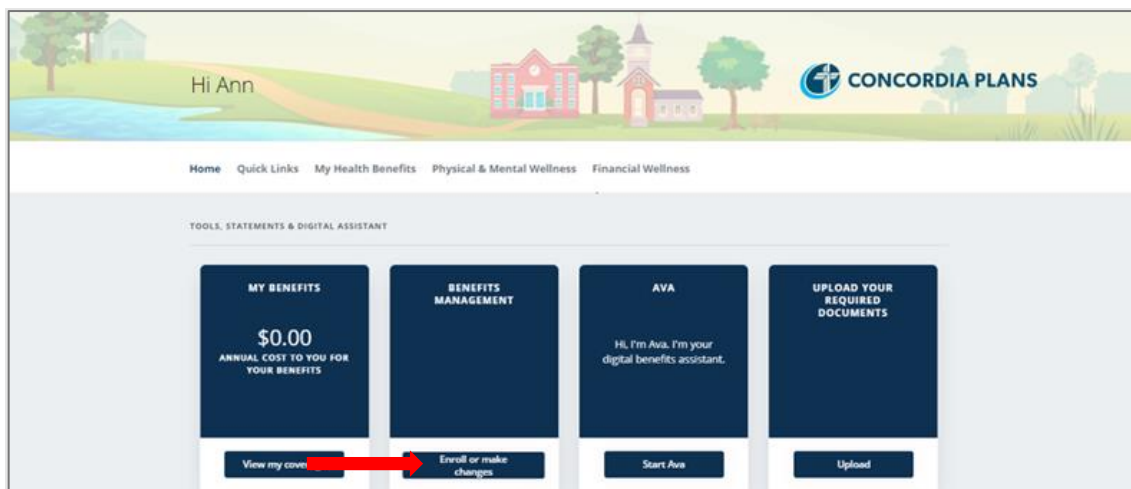 Hi Ann
CONCORDIA PLANS
Home Quick Links My Health Benefits Physical & Mental Wellness Financial Wellness
TOOLS, STATEMENTS & DIGITAL ASSISTANT
MY BENEFITS
$0.00
ANNUAL COST TO YOU FOR
YOUR BENEFITS
View my
BENEFITS
MANAGEMENT
Enroll or make
changes
AVA
Hi, I'm Ava. I'm your
digital benefits assistant.
Start Ava
UPLOAD YOUR
REQUIRED
DOCUMENTS
Upload